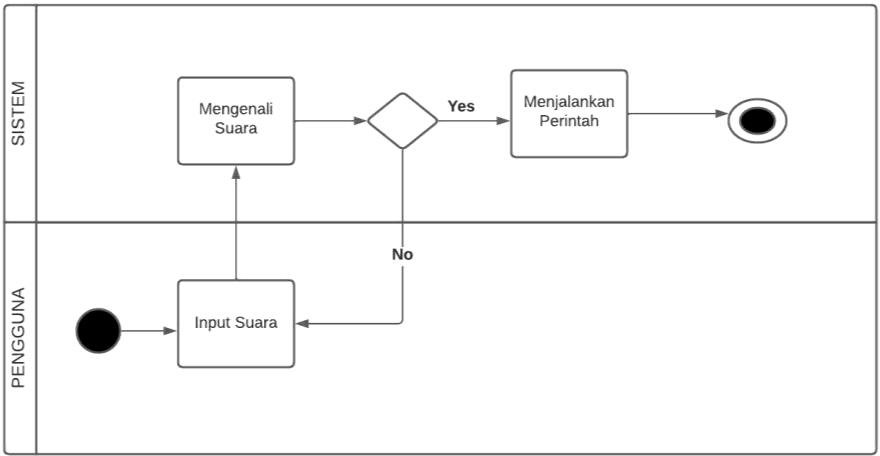 SISTEM
Mengenali
Suara
Yes
Menjalankan
Perintah
No
PENGGUNA
Input Suara